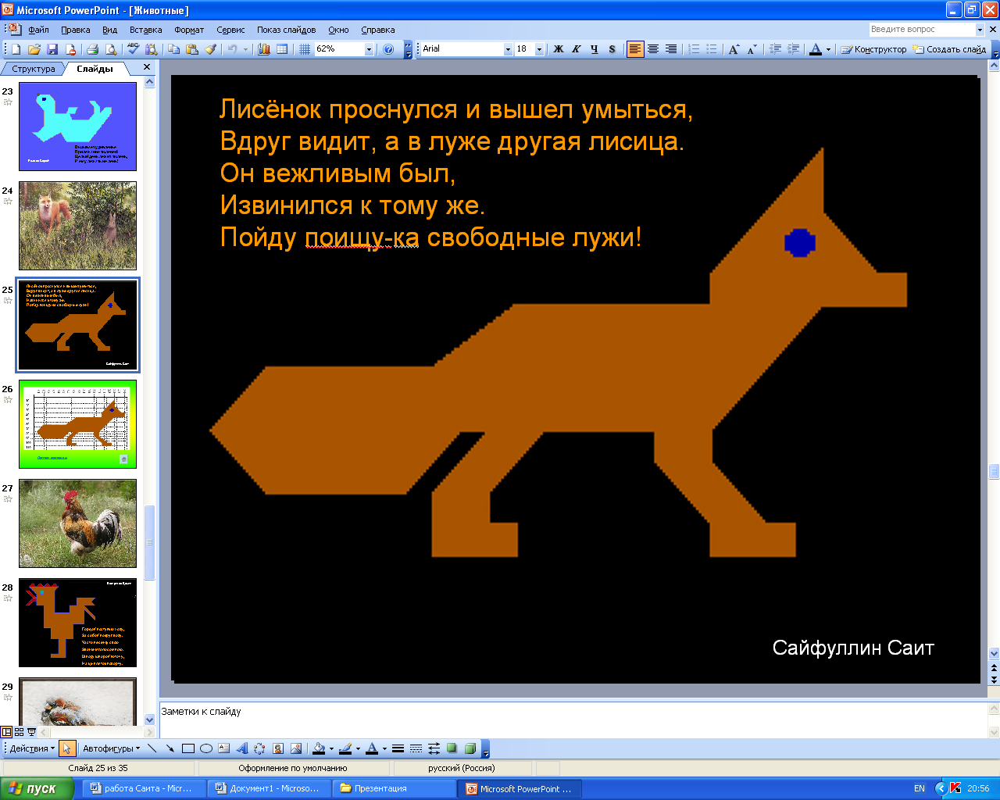 Microsoft PowerPoint - [Животные]
Файл Правка Вид Вставка Формат Сервис Показ слайдов Окно Справка
Введите вопрос
62% Arial 18 Ж К Ч S Конструктор Создать слайд
Структура Слайды
23
24
25
26
27
28
29
Лисёнок проснулся и вышел умыться,
Вдруг видит, а в луже другая лисица.
Он вежливым был,
Извинился к тому же.
Пойду поищу-ка свободные лужи!
Сайфуллин Саит
Заметки к слайду
Действия Автофигуры
Слайд 25 из 35 Оформление по умолчанию русский (Россия)
пуск работа Саита - Micr... Документ1 - Microso... Презентация Microsoft PowerPoint ... EN 20:56